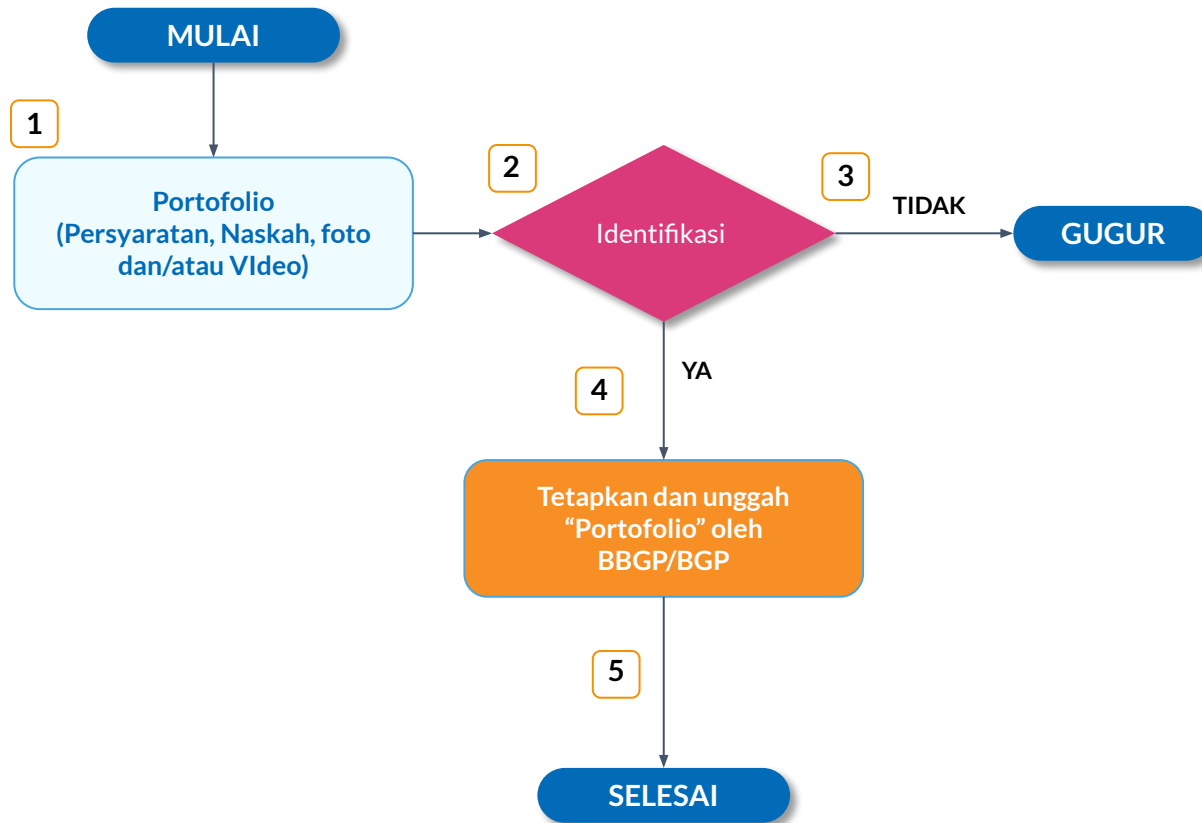 MULAI
1
Portofolio
(Persyaratan, Naskah, foto
dan/atau VIdeo)
2
Identifikasi
3
TIDAK
GUGUR
4
YA
Tetapkan dan unggah
“Portofolio” oleh
BBGP/BGP
5
SELESAI